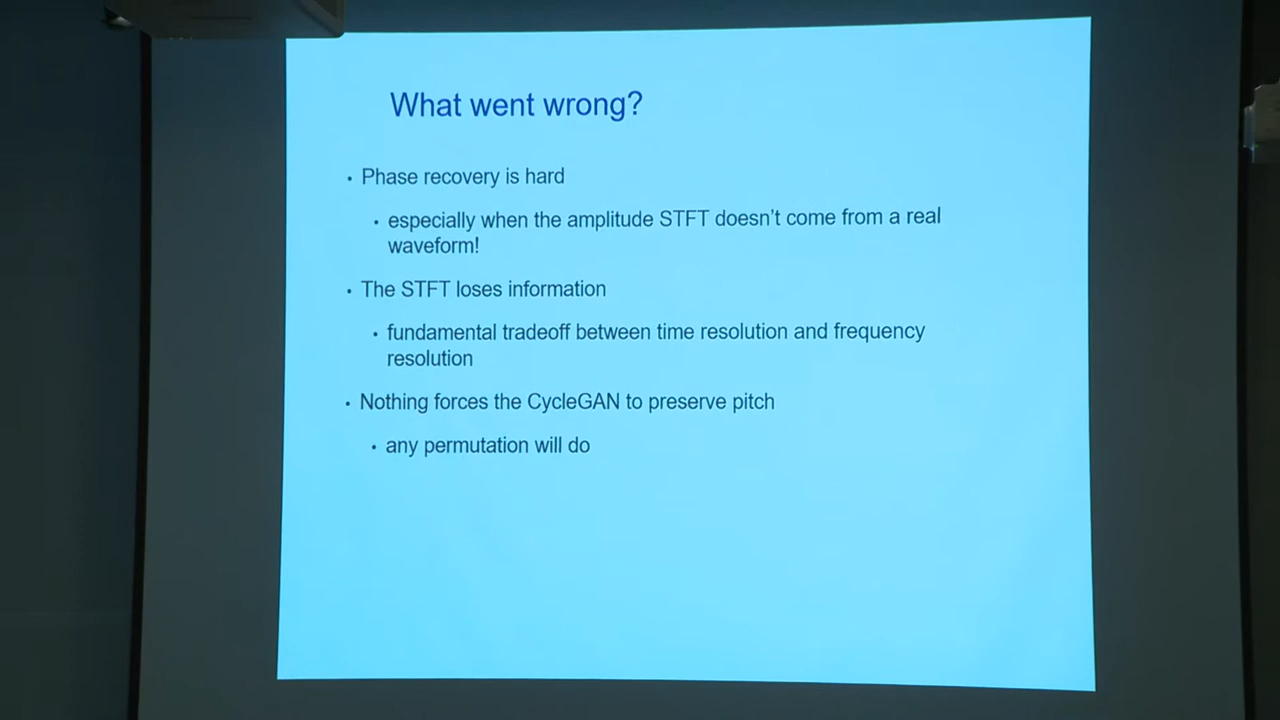 What went wrong?
• Phase recovery is hard
• especially when the amplitude STFT doesn't come from a real
waveform!
• The STFT loses information
• fundamental tradeoff between time resolution and frequency
resolution
• Nothing forces the CycleGAN to preserve pitch
• any permutation will do